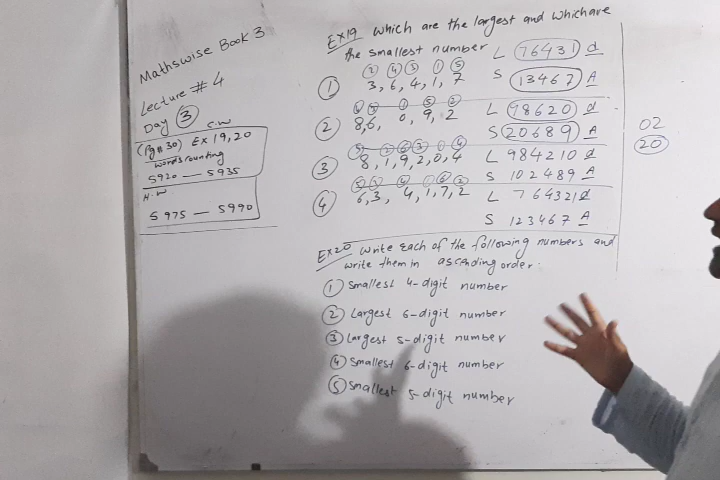 Mathswise Book 3
Lecture # 4
Day 3
C.W
(Pg# 30) Ex 19,20
words counting
5920 — 5935
H.W
5975 — 5990
Ex19 which are the largest and which are
the smallest number
1 3, 6, 4, 1, 7
L 76431 d
S 13467 A
2 8,6, 0, 9, 2
L 98620 d
S 20689 A
3 8, 1, 9, 2, 0, 4
L 984210 d
S 102489 A
4 6, 3, 4, 1, 7, 2
L 764321 d
S 123467 A
02
20
Ex20 write each of the following numbers and
write them in ascending order.
1 Smallest 4-digit number
2 Largest 6-digit number
3 Largest 5-digit number
4 Smallest 6-digit number
5 Smallest 5-digit number